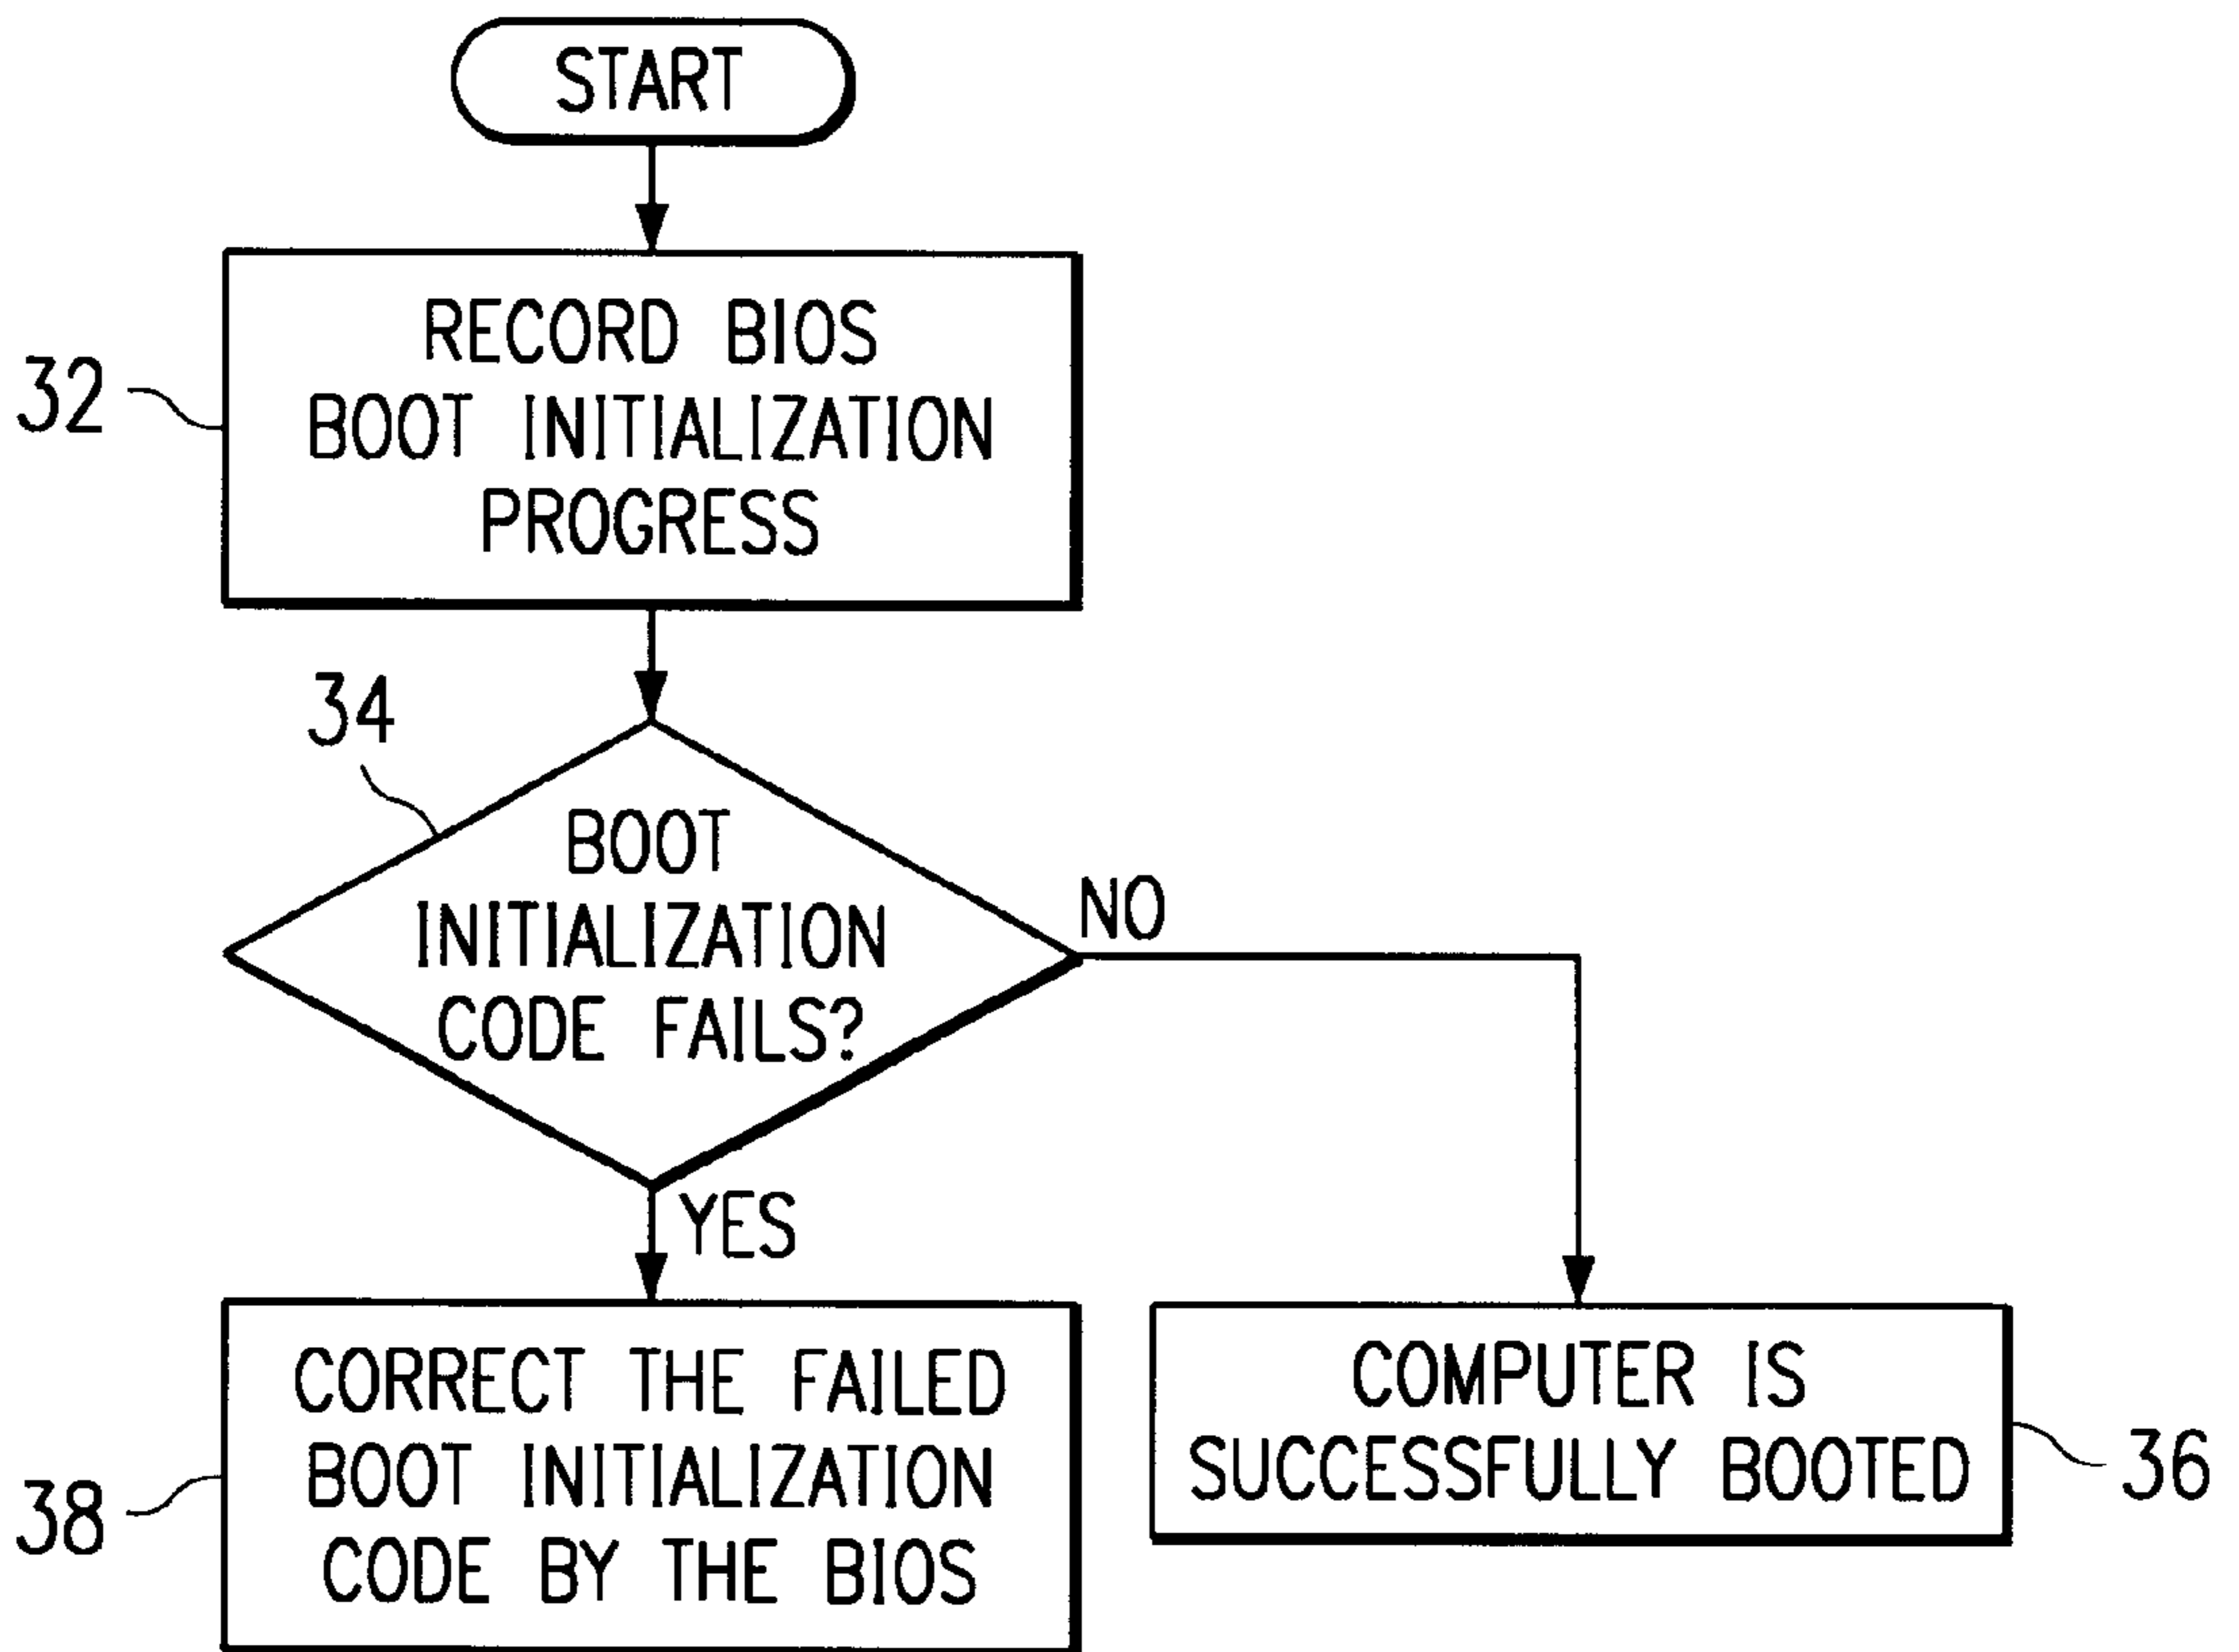 START
RECORD BIOS
BOOT INITIALIZATION
PROGRESS
32
34
BOOT
INITIALIZATION
CODE FAILS?
NO
YES
CORRECT THE FAILED
BOOT INITIALIZATION
CODE BY THE BIOS
38
COMPUTER IS
SUCCESSFULLY BOOTED
36